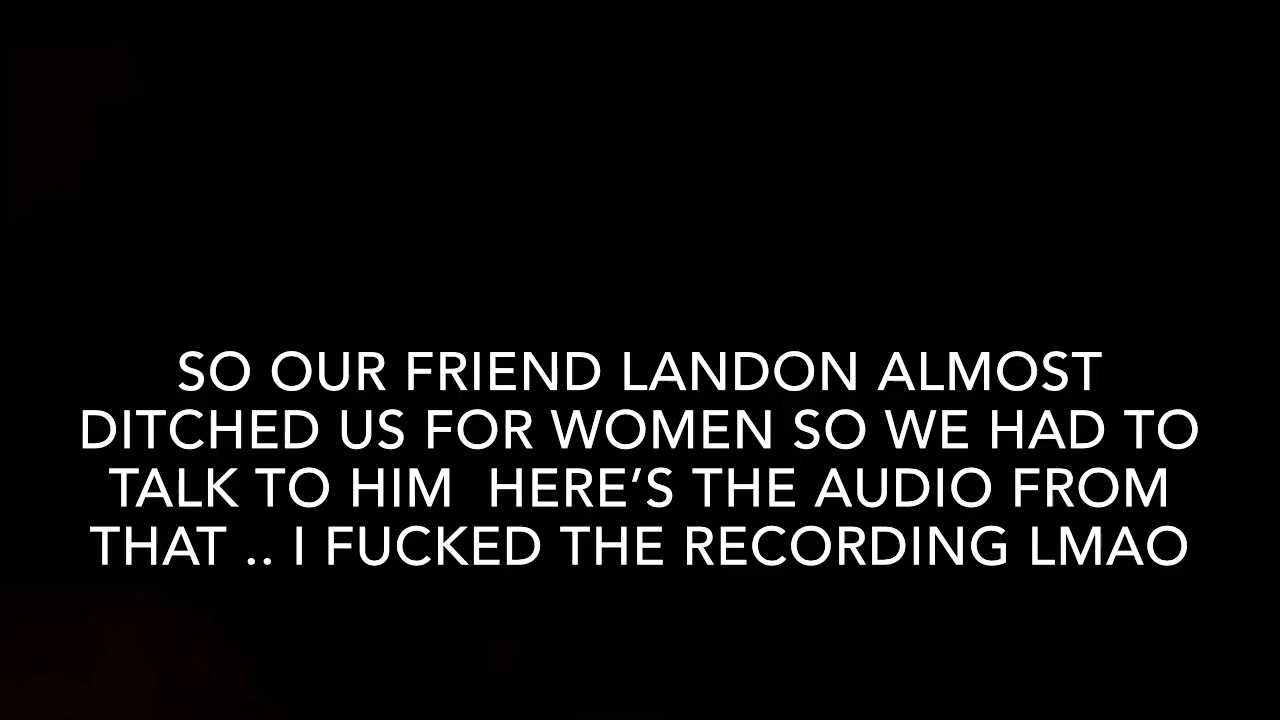 SO OUR FRIEND LANDON ALMOST
DITCHED US FOR WOMEN SO WE HAD TO
TALK TO HIM  HERE’S THE AUDIO FROM
THAT .. I FUCKED THE RECORDING LMAO